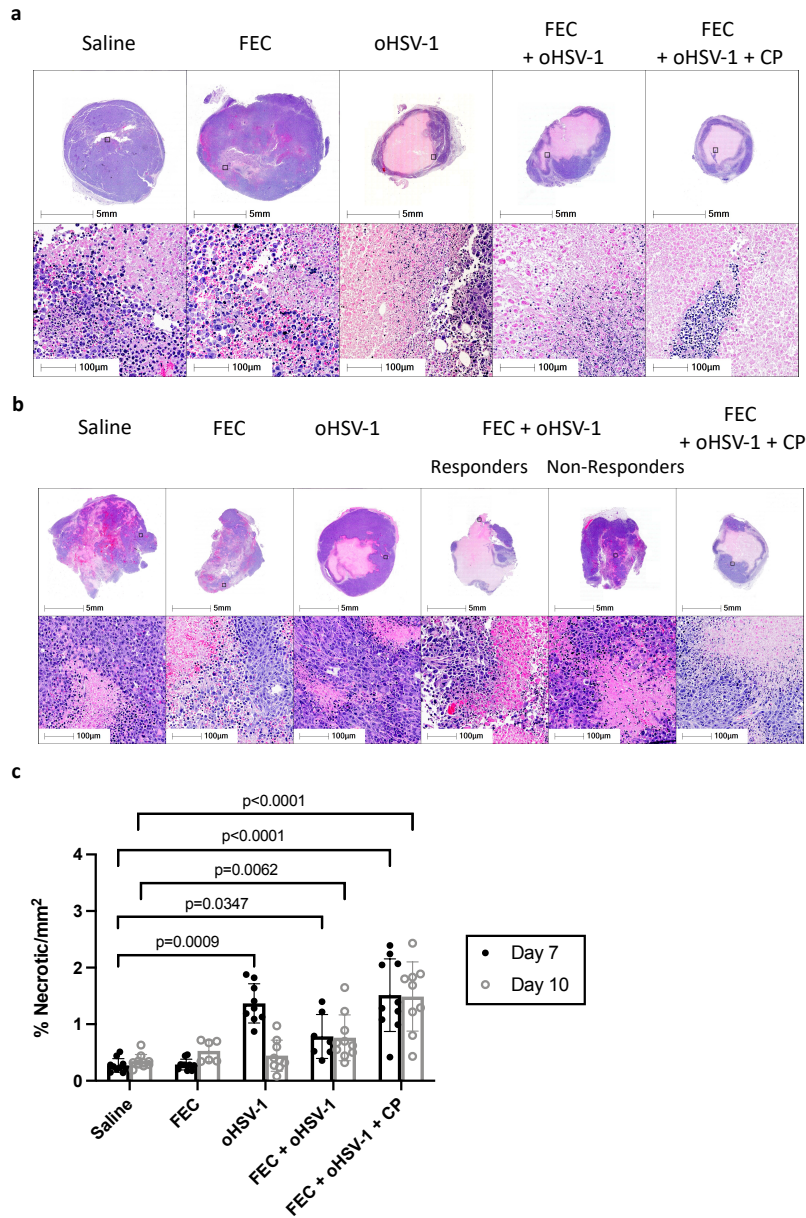 a
Saline FEC oHSV-1 FEC + oHSV-1 FEC + oHSV-1 + CP
5mm 5mm 5mm 5mm 5mm
100µm 100µm 100µm 100µm 100µm
b
Saline FEC oHSV-1 FEC + oHSV-1 FEC + oHSV-1 + CP
Responders Non-Responders
5mm 5mm 5mm 5mm 5mm 5mm
100µm 100µm 100µm 100µm 100µm 100µm
c
p<0.0001
p<0.0001
p=0.0062
p=0.0347
p=0.0009
% Necrotic/mm²
4
3
2
1
0
Day 7
Day 10
Saline
FEC
oHSV-1
FEC + oHSV-1
FEC + oHSV-1 + CP